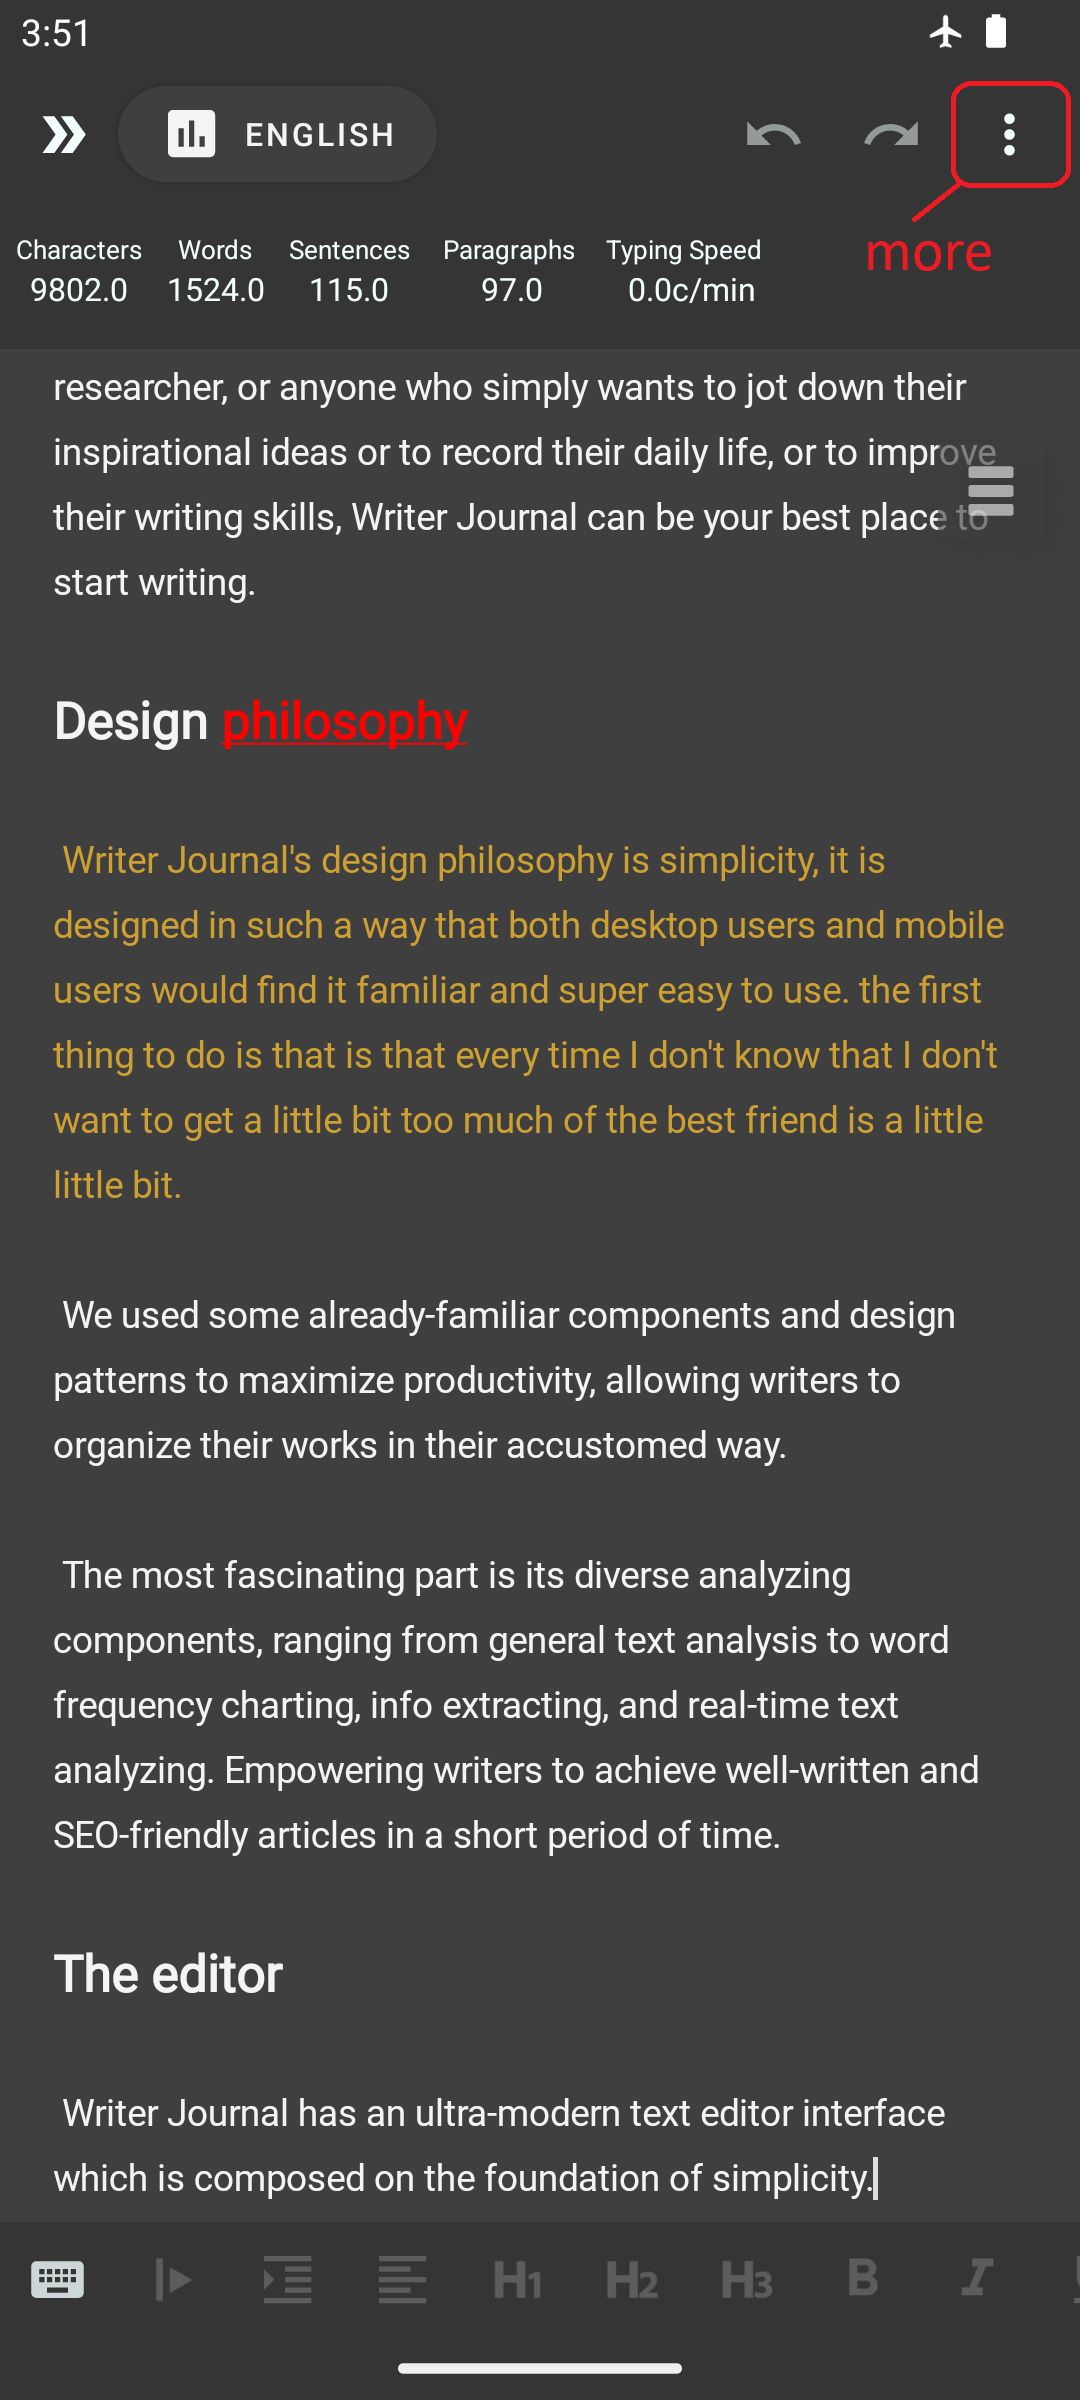 3:51
ENGLISH
Characters Words Sentences Paragraphs Typing Speed
9802.0 1524.0 115.0 97.0 0.0c/min
more
researcher, or anyone who simply wants to jot down their
inspirational ideas or to record their daily life, or to improve
their writing skills, Writer Journal can be your best place to
start writing.
Design philosophy
Writer Journal's design philosophy is simplicity, it is
designed in such a way that both desktop users and mobile
users would find it familiar and super easy to use. the first
thing to do is that is that every time I don't know that I don't
want to get a little bit too much of the best friend is a little
little bit.
We used some already-familiar components and design
patterns to maximize productivity, allowing writers to
organize their works in their accustomed way.
The most fascinating part is its diverse analyzing
components, ranging from general text analysis to word
frequency charting, info extracting, and real-time text
analyzing. Empowering writers to achieve well-written and
SEO-friendly articles in a short period of time.
The editor
Writer Journal has an ultra-modern text editor interface
which is composed on the foundation of simplicity.
H1 H2 H3 B I